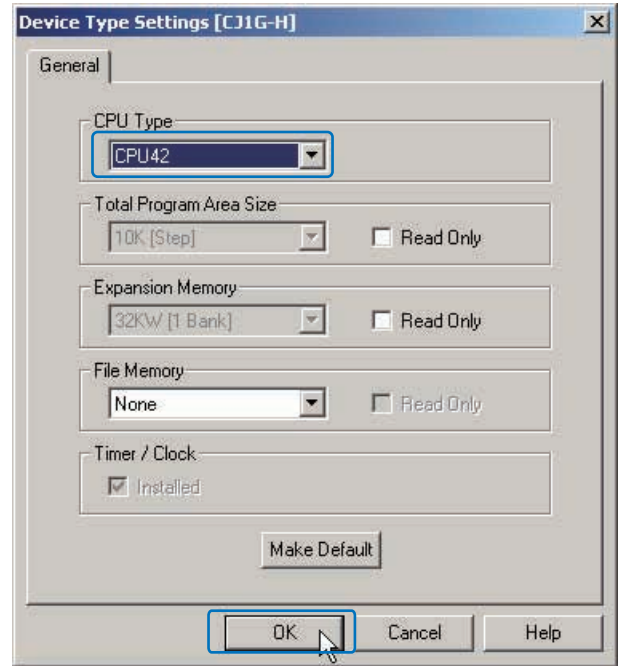 Device Type Settings [CJ1G-H]
General
CPU Type
CPU42
Total Program Area Size
10K [Step]
Read Only
Expansion Memory
32KW [1 Bank]
Read Only
File Memory
None
Read Only
Timer / Clock
Installed
Make Default
OK
Cancel
Help